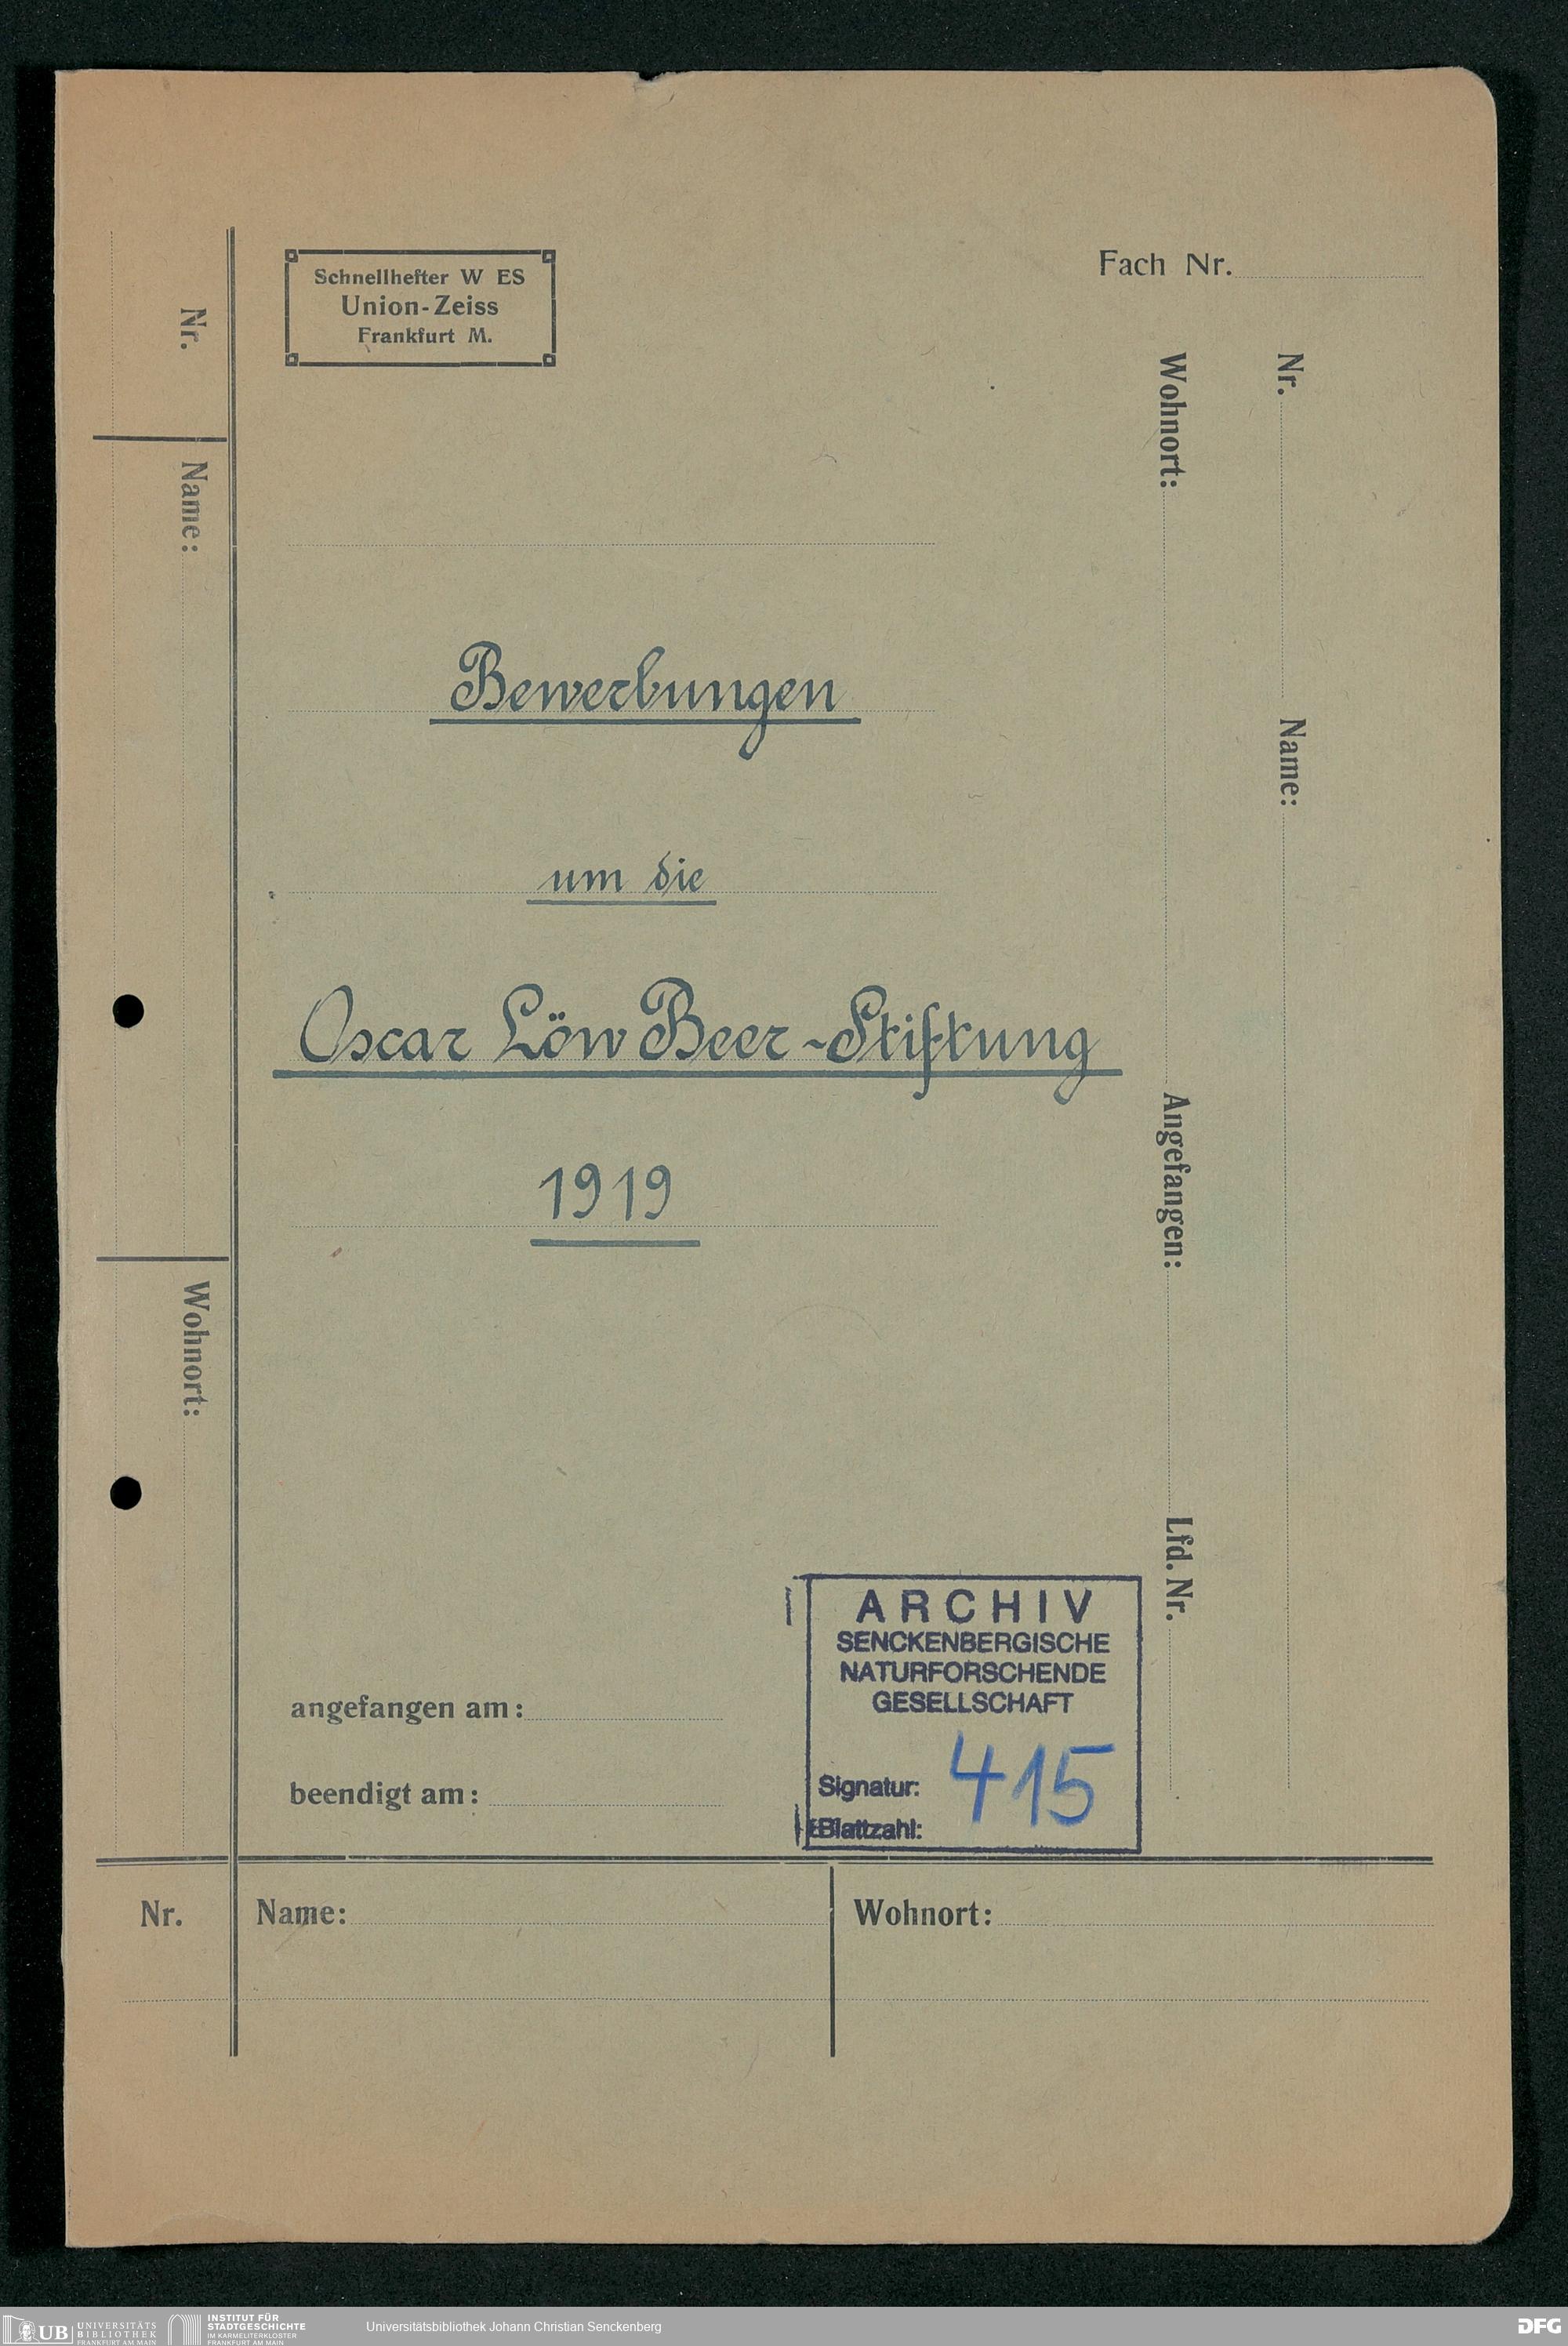 Schnellhefter W ES
Union-Zeiss
Frankfurt M.
Fach Nr.
Nr.
Name:
Wohnort:
Nr.
Name:
Wohnort:
Angefangen:
Lfd. Nr.
Bewerbungen
um die
Oscar Löw Beer-Stiftung
1919
angefangen am:
beendigt am:
ARCHIV
SENCKENBERGISCHE
NATURFORSCHENDE
GESELLSCHAFT
Signatur: 415
Blattzahl:
Nr.
Name:
Wohnort:
UB
UNIVERSITÄTS
BIBLIOTHEK
FRANKFURT AM MAIN
INSTITUT FÜR
STADTGESCHICHTE
IM KARMELITERKLOSTER
FRANKFURT AM MAIN
Universitätsbibliothek Johann Christian Senckenberg
DFG